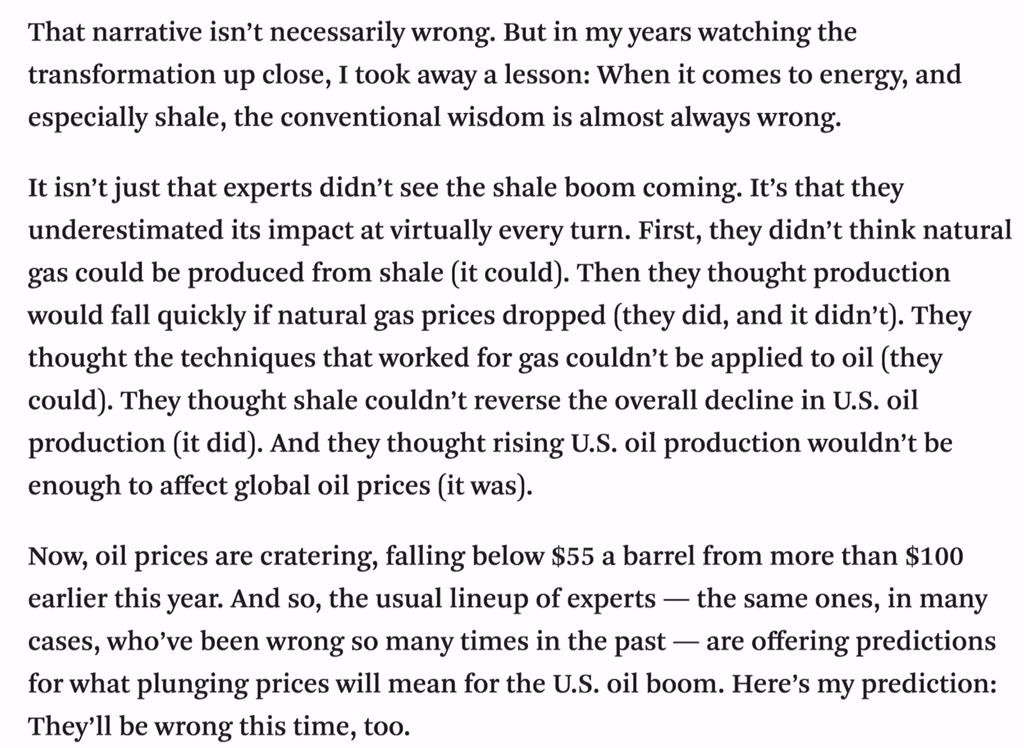 That narrative isn’t necessarily wrong. But in my years watching the
transformation up close, I took away a lesson: When it comes to energy, and
especially shale, the conventional wisdom is almost always wrong.
It isn’t just that experts didn’t see the shale boom coming. It’s that they
underestimated its impact at virtually every turn. First, they didn’t think natural
gas could be produced from shale (it could). Then they thought production
would fall quickly if natural gas prices dropped (they did, and it didn’t). They
thought the techniques that worked for gas couldn’t be applied to oil (they
could). They thought shale couldn’t reverse the overall decline in U.S. oil
production (it did). And they thought rising U.S. oil production wouldn’t be
enough to affect global oil prices (it was).
Now, oil prices are cratering, falling below $55 a barrel from more than $100
earlier this year. And so, the usual lineup of experts — the same ones, in many
cases, who’ve been wrong so many times in the past — are offering predictions
for what plunging prices will mean for the U.S. oil boom. Here’s my prediction:
They’ll be wrong this time, too.